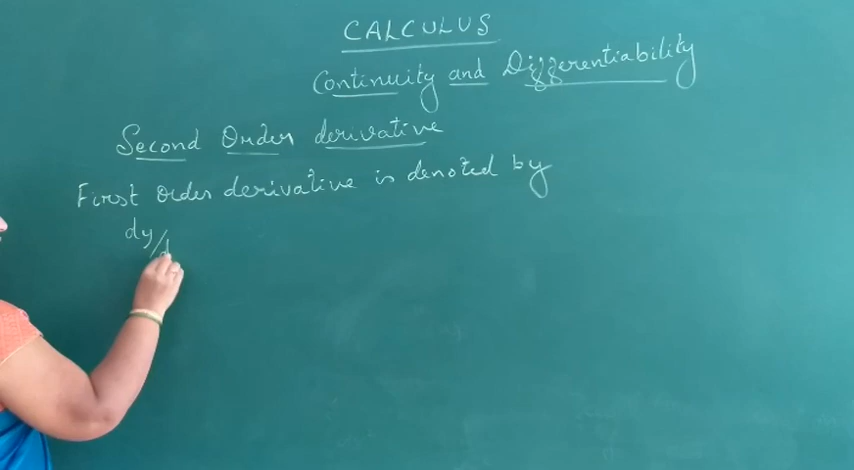 CALCULUS
Continuity and Differentiability
Second Order derivative
First order derivative is denoted by
dy/d